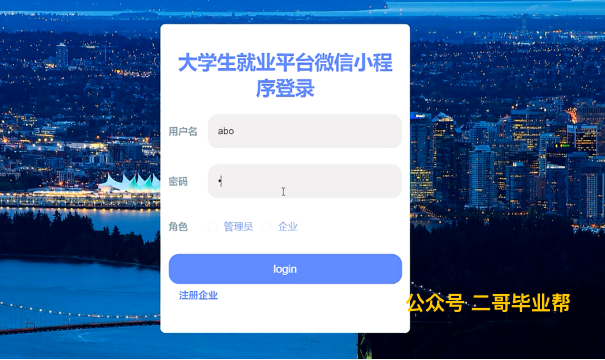 大学生就业平台微信小程
序登录
用户名 abo
密码
角色 管理员 企业
login
注册企业
公众号 二哥毕业帮